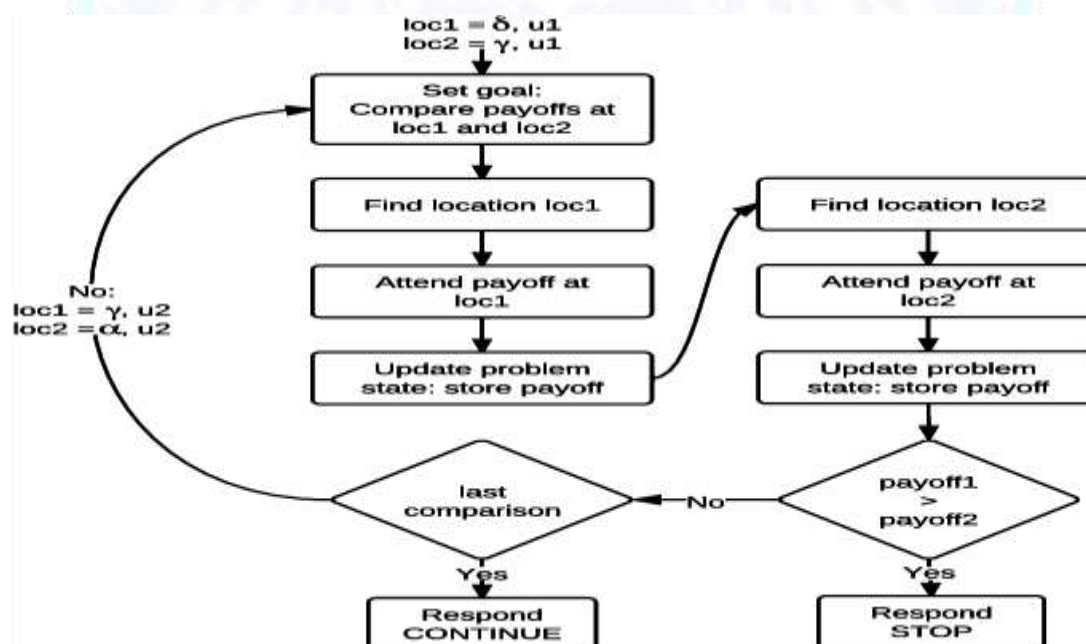 loc1 = δ, u1
loc2 = γ, u1
Set goal:
Compare payoffs at
loc1 and loc2
Find location loc1
Attend payoff at
loc1
Update problem
state: store payoff
Find location loc2
Attend payoff at
loc2
Update problem
state: store payoff
payoff1
>
payoff2
No
Yes
Respond
STOP
last
comparison
Yes
Respond
CONTINUE
No:
loc1 = γ, u2
loc2 =α, u2